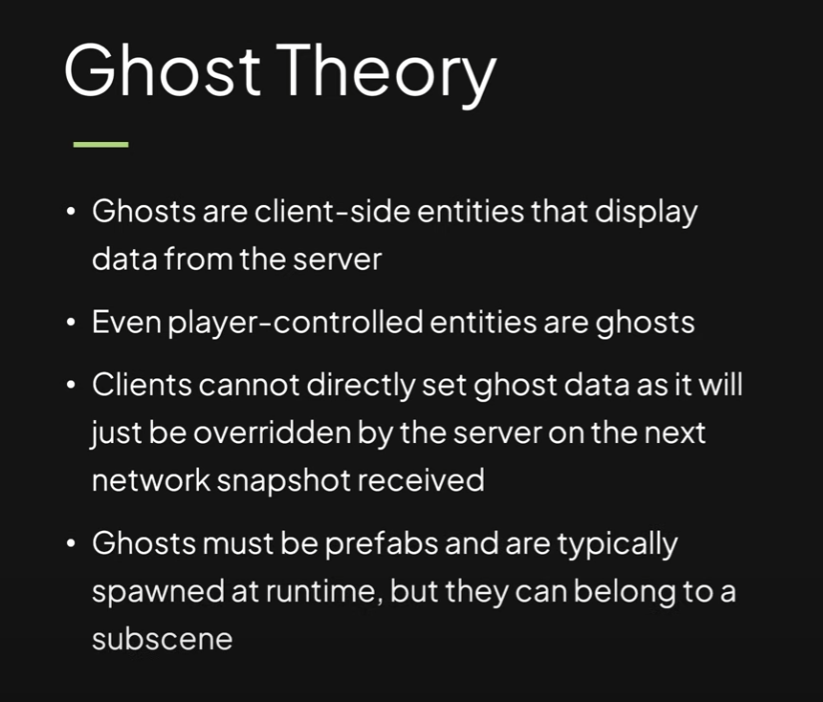 Ghost Theory
• Ghosts are client-side entities that display
data from the server
• Even player-controlled entities are ghosts
• Clients cannot directly set ghost data as it will
just be overridden by the server on the next
network snapshot received
• Ghosts must be prefabs and are typically
spawned at runtime, but they can belong to a
subscene